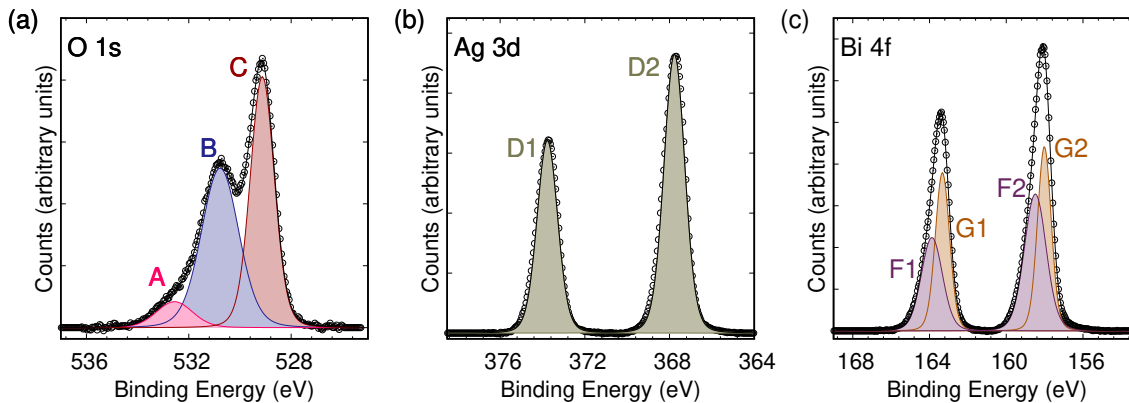 (a)
O 1s
A
B
C
Counts (arbitrary units)
536 532 528
Binding Energy (eV)
(b)
Ag 3d
D1
D2
Counts (arbitrary units)
376 372 368 364
Binding Energy (eV)
(c)
Bi 4f
F1
G1
F2
G2
Counts (arbitrary units)
168 164 160 156
Binding Energy (eV)